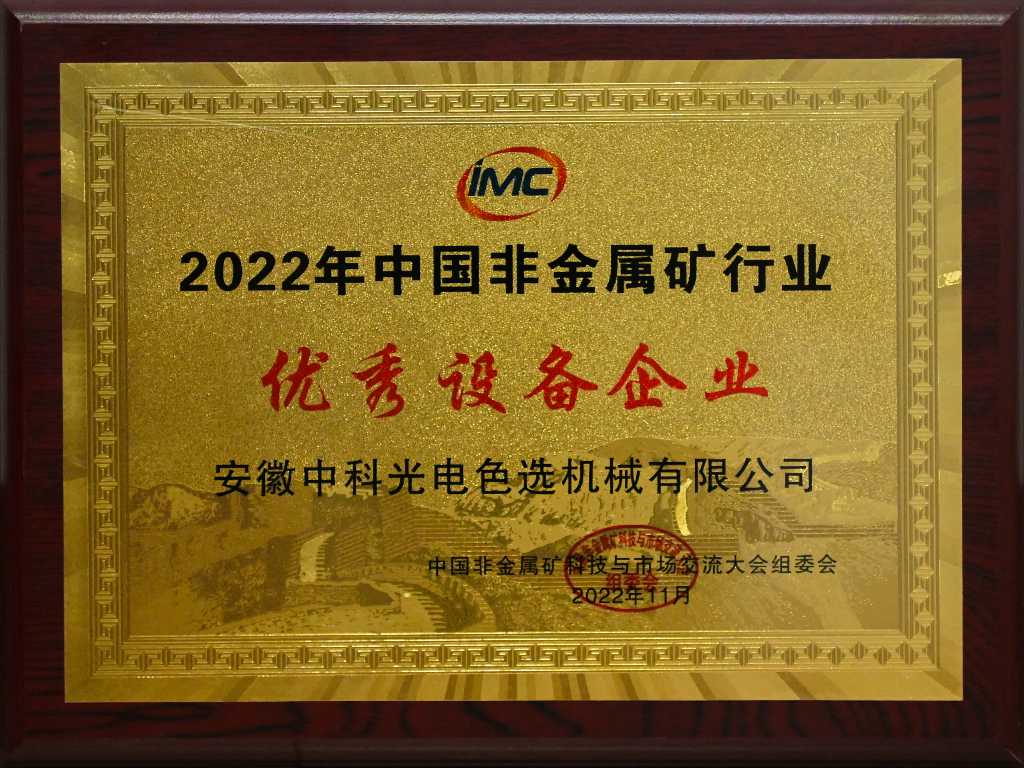 iMC
2022年中国非金属矿行业
优秀设备企业
安徽中科光电色选机械有限公司
中国非金属矿科技与市场交流大会组委会
2022年11月
组委会